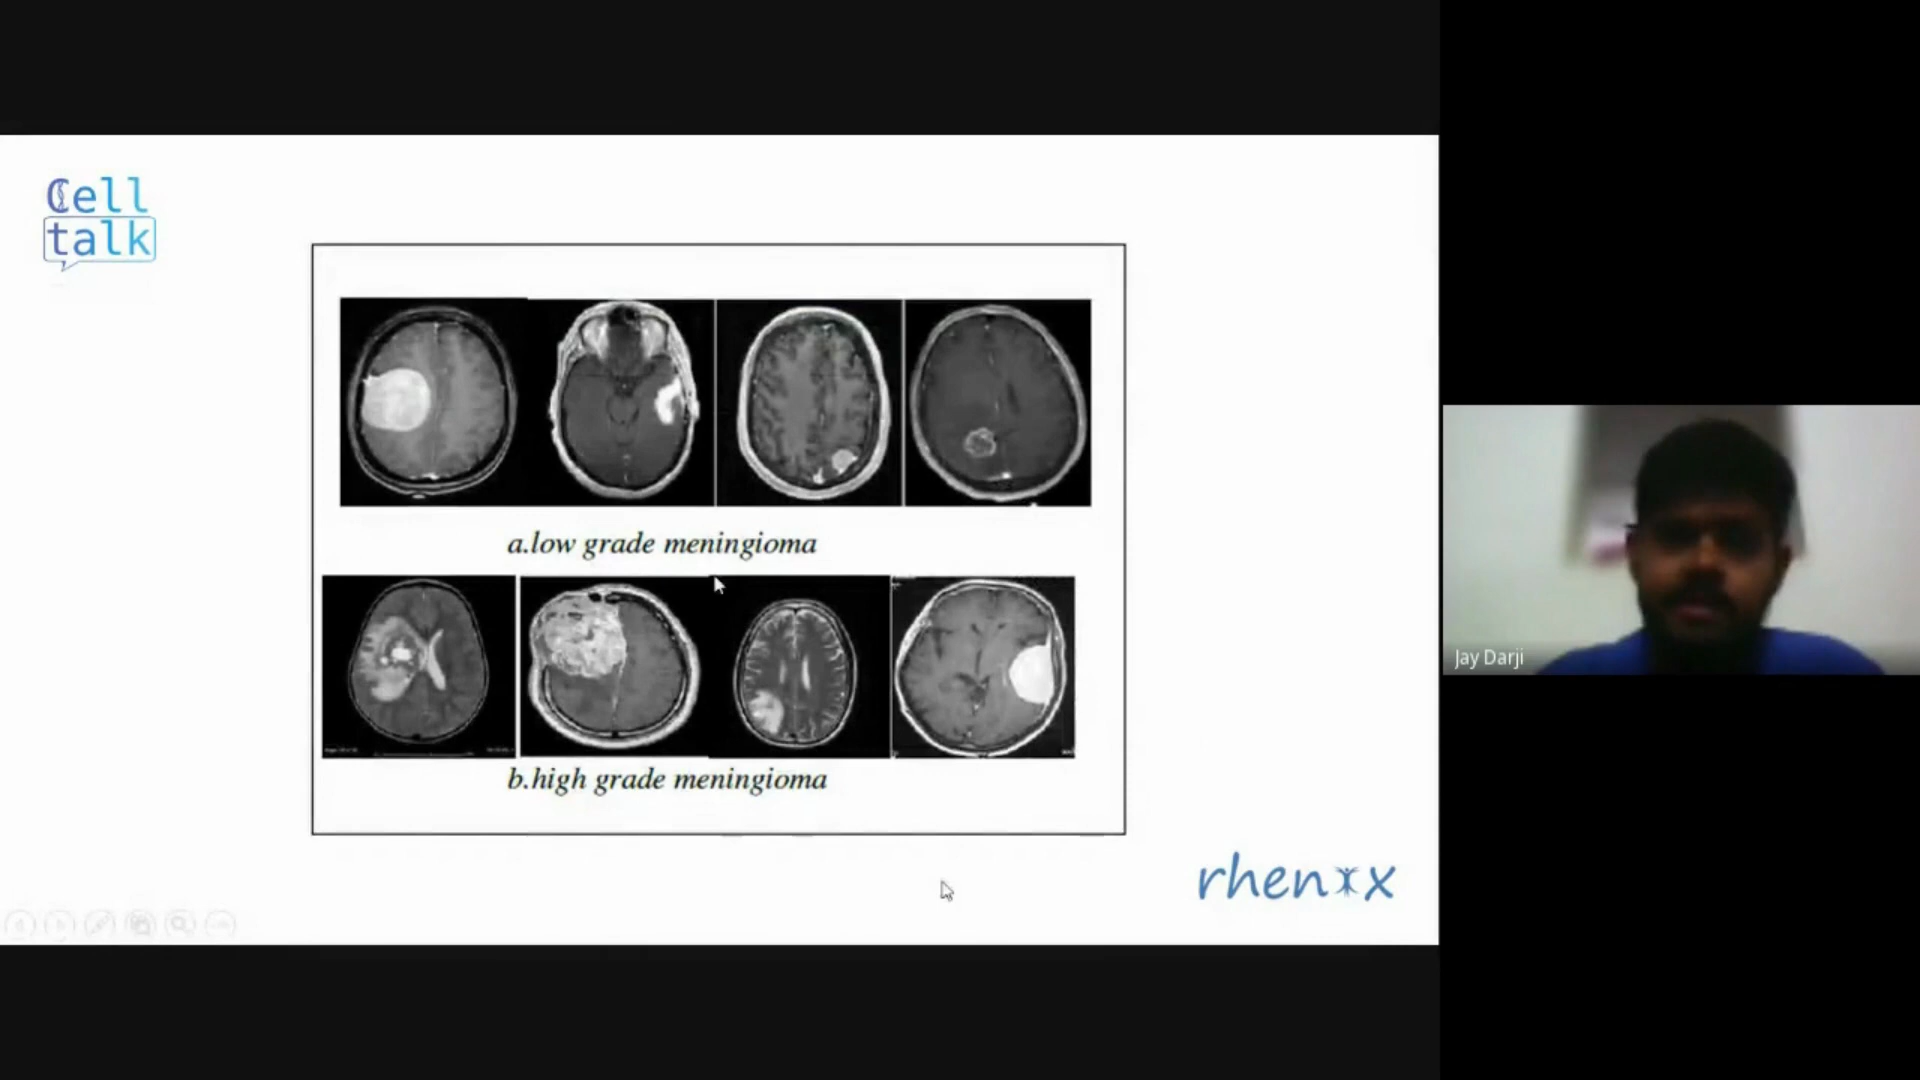 Cell
talk
a.low grade meningioma
b.high grade meningioma
rhenix
Jay Darji